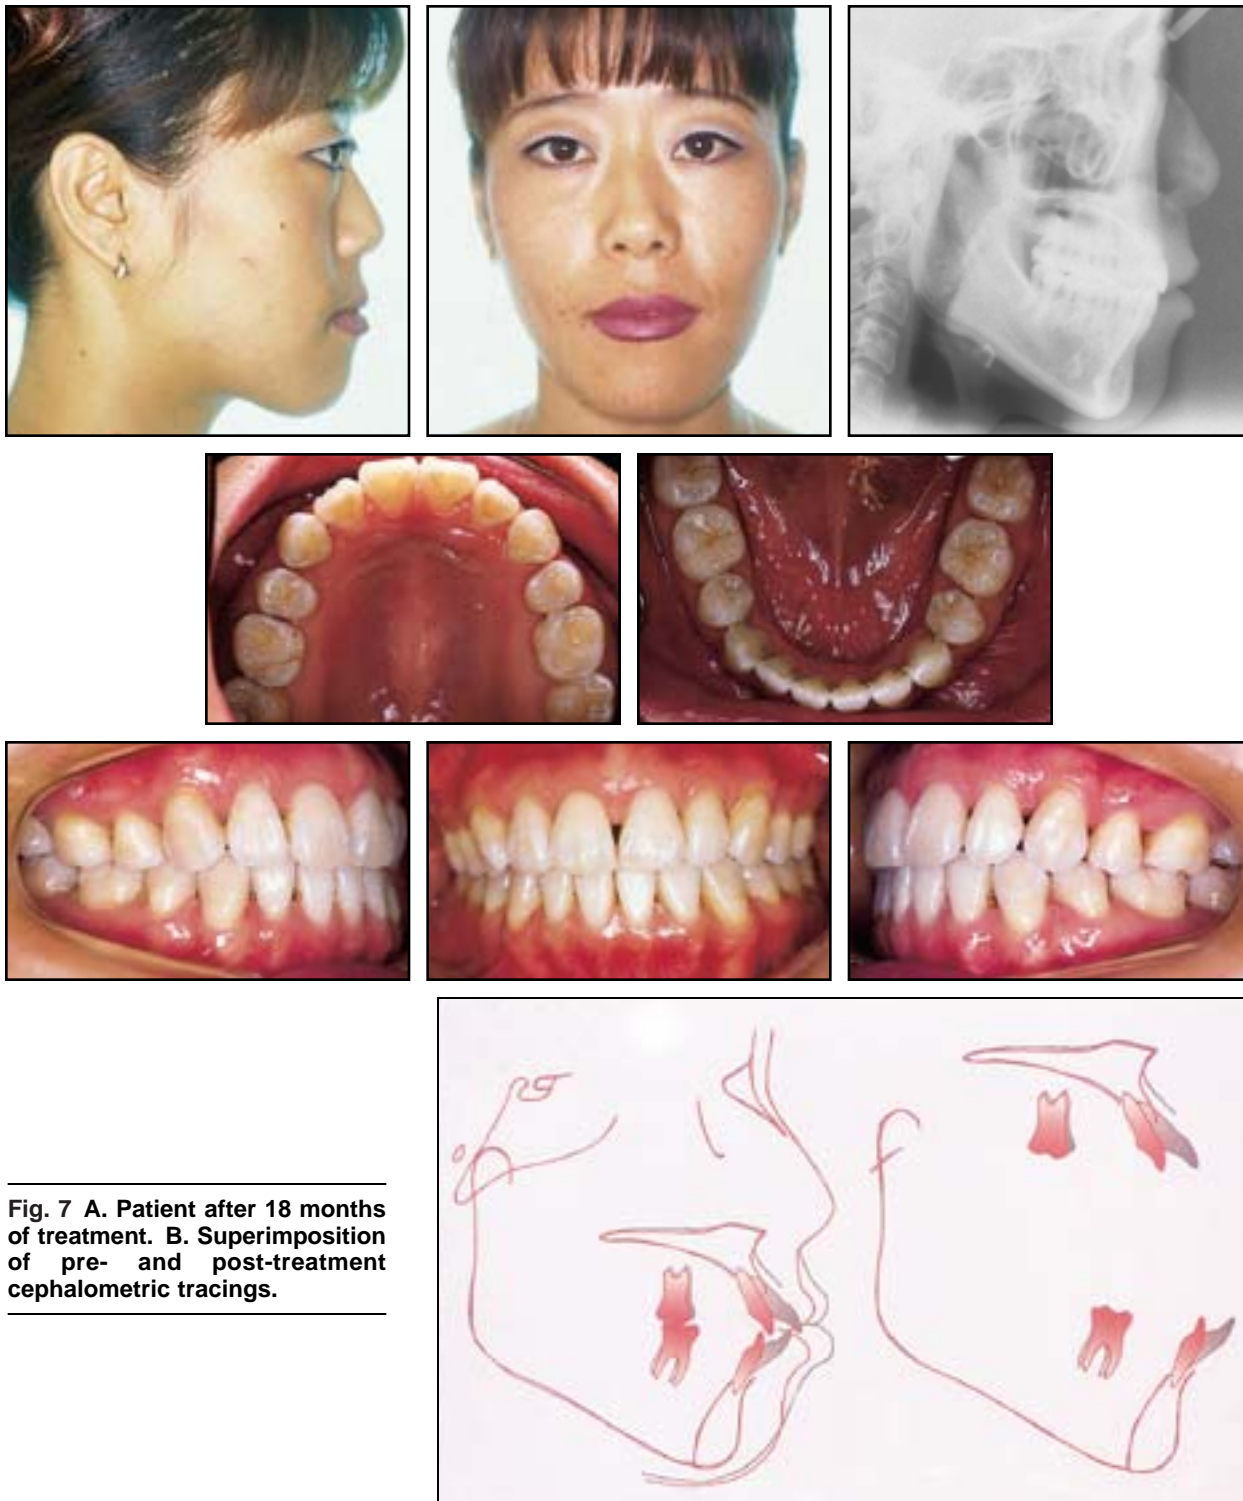 Fig. 7 A. Patient after 18 months
of treatment. B. Superimposition
of pre- and post-treatment
cephalometric tracings.